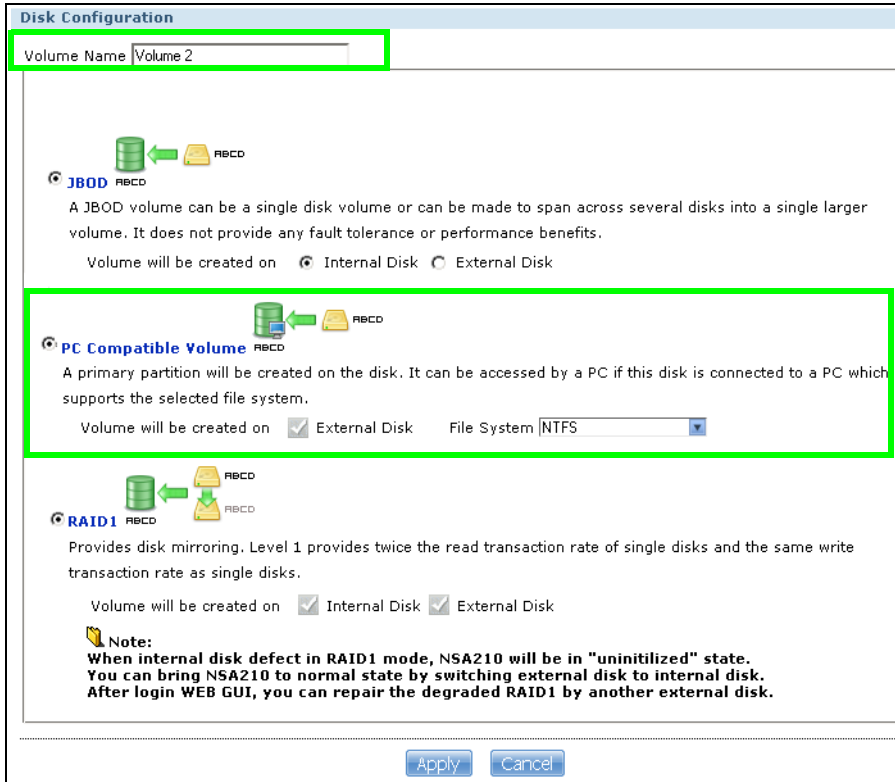 Disk Configuration
Volume Name Volume 2
ABCD
JBOD ABCD
A JBOD volume can be a single disk volume or can be made to span across several disks into a single larger
volume. It does not provide any fault tolerance or performance benefits.
Volume will be created on Internal Disk External Disk
ABCD
PC Compatible Volume ABCD
A primary partition will be created on the disk. It can be accessed by a PC if this disk is connected to a PC which
supports the selected file system.
Volume will be created on External Disk File System NTFS
ABCD
ABCD
RAID1 ABCD
Provides disk mirroring. Level 1 provides twice the read transaction rate of single disks and the same write
transaction rate as single disks.
Volume will be created on Internal Disk External Disk
Note:
When internal disk defect in RAID1 mode, NSA210 will be in "uninitilized" state.
You can bring NSA210 to normal state by switching external disk to internal disk.
After login WEB GUI, you can repair the degraded RAID1 by another external disk.
Apply Cancel